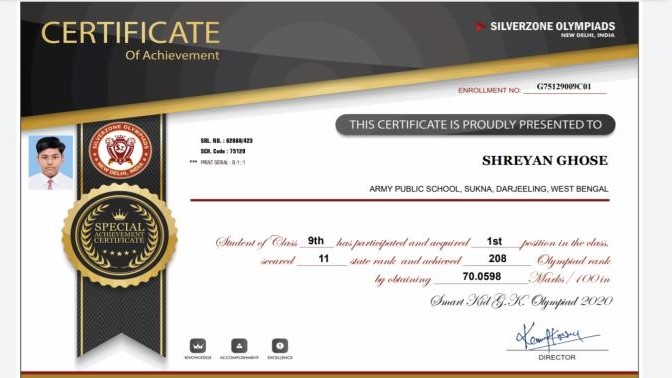 CERTIFICATE
Of Achievement
SILVERZONE OLYMPIADS
NEW DELHI, INDIA
ENROLLMENT NO: G75129009C01
THIS CERTIFICATE IS PROUDLY PRESENTED TO
SRL. NO. : 62888/423
SCH. Code : 75129
*** PRINT SERIAL : 8-1 : 1
SILVERZONE OLYMPIADS
NEW DELHI, INDIA
SHREYAN GHOSE
ARMY PUBLIC SCHOOL, SUKNA, DARJEELING, WEST BENGAL
SPECIAL
ACHIEVEMENT
CERTIFICATE
Student of Class 9th has participated and acquired 1st position in the class,
secured 11 state rank and achieved 208 Olympiad rank
by obtaining 70.0598 Marks / 100 in
Smart Kid G.K. Olympiad 2020
KNOWLEDGE ACCOMPLISHMENT EXCELLENCE
DIRECTOR